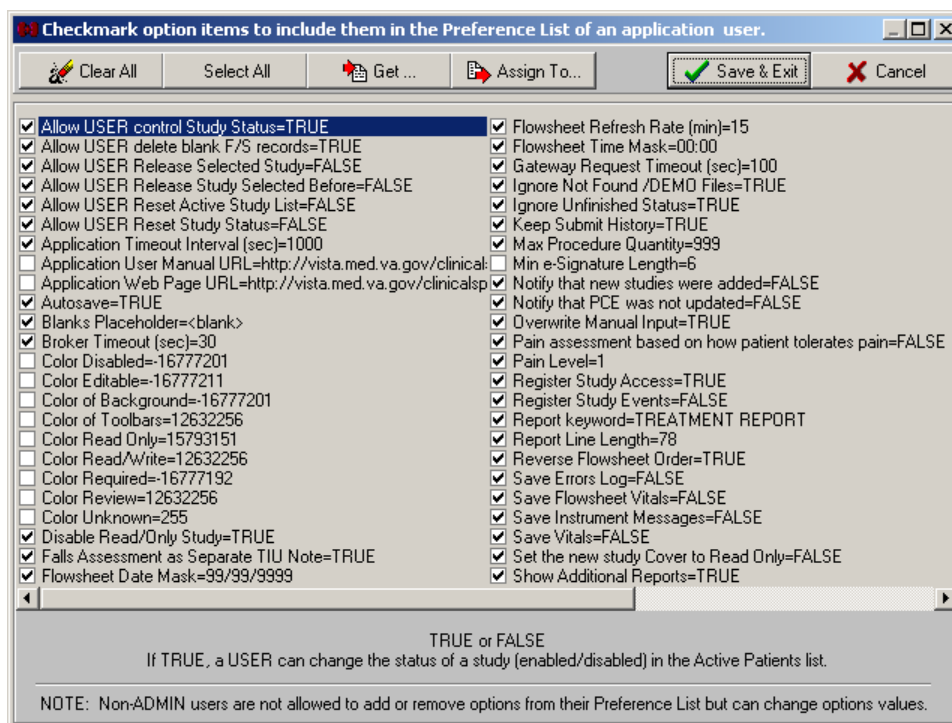 Checkmark option items to include them in the Preference List of an application user.
Clear All
Select All
Get ...
Assign To...
Save & Exit
Cancel
Allow USER control Study Status=TRUE
Allow USER delete blank F/S records=TRUE
Allow USER Release Selected Study=FALSE
Allow USER Release Study Selected Before=FALSE
Allow USER Reset Active Study List=FALSE
Allow USER Reset Study Status=FALSE
Application Timeout Interval (sec)=1000
Application User Manual URL=http://vista.med.va.gov/clinical:
Application Web Page URL=http://vista.med.va.gov/clinicalsp
Autosave=TRUE
Blanks Placeholder=<blank>
Broker Timeout (sec)=30
Color Disabled=-16777201
Color Editable=-16777211
Color of Background=-16777201
Color of Toolbars=12632256
Color Read Only=15793151
Color Read/Write=12632256
Color Required=-16777192
Color Review=12632256
Color Unknown=255
Disable Read/Only Study=TRUE
Falls Assessment as Separate TIU Note=TRUE
Flowsheet Date Mask=99/99/9999
Flowsheet Refresh Rate (min)=15
Flowsheet Time Mask=00:00
Gateway Request Timeout (sec)=100
Ignore Not Found /DEMO Files=TRUE
Ignore Unfinished Status=TRUE
Keep Submit History=TRUE
Max Procedure Quantity=999
Min e-Signature Length=6
Notify that new studies were added=FALSE
Notify that PCE was not updated=FALSE
Overwrite Manual Input=TRUE
Pain assessment based on how patient tolerates pain=FALSE
Pain Level=1
Register Study Access=TRUE
Register Study Events=FALSE
Report keyword=TREATMENT REPORT
Report Line Length=78
Reverse Flowsheet Order=TRUE
Save Errors Log=FALSE
Save Flowsheet Vitals=FALSE
Save Instrument Messages=FALSE
Save Vitals=FALSE
Set the new study Cover to Read Only=FALSE
Show Additional Reports=TRUE
TRUE or FALSE
If TRUE, a USER can change the status of a study (enabled/disabled) in the Active Patients list.
NOTE: Non-ADMIN users are not allowed to add or remove options from their Preference List but can change options values.